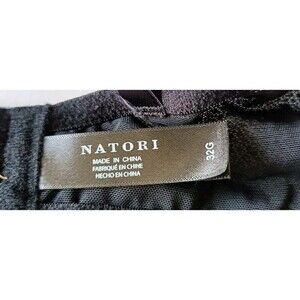 NATORI
MADE IN CHINA
FABRIQUÉ EN CHINE
HECHO EN CHINA
32G